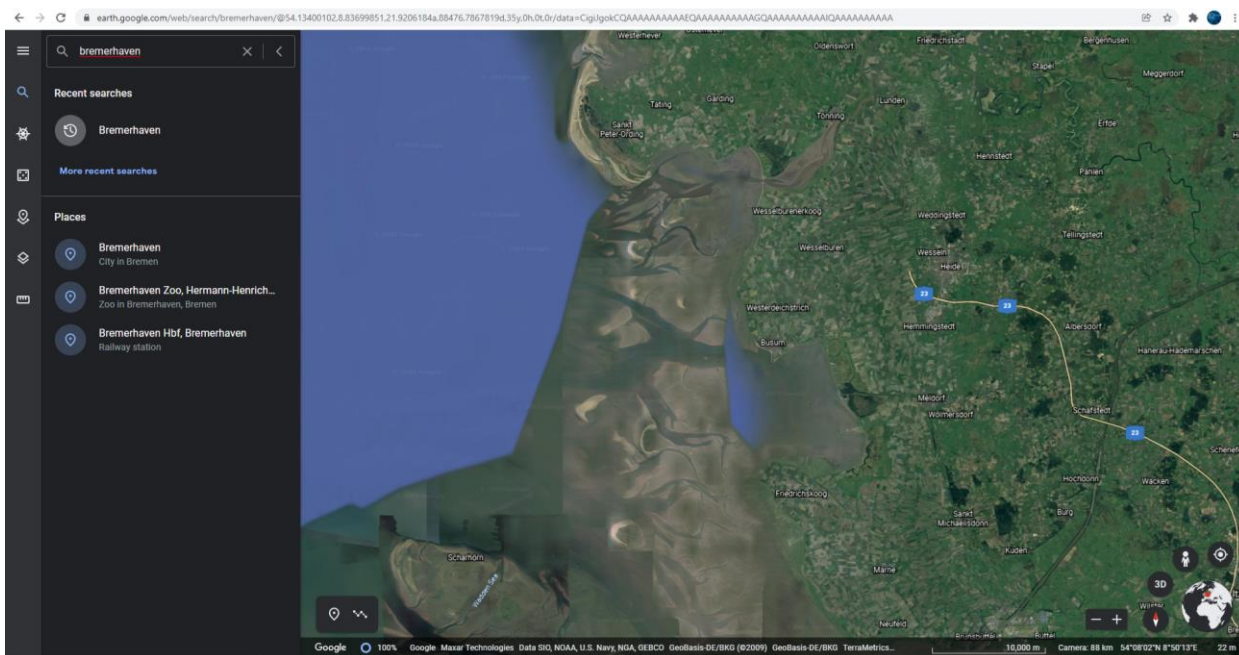 earth.google.com/web/search/bremerhaven/@54.13400102,8.83699851,21.9206184a,88476.7867819d,35y,0h,0t,0r/data=CigiJgokCQAAAAAAAAAAEQAAAAAAAAAAGQAAAAAAAAAAIQAAAAAAAAAA
bremerhaven
Recent searches
Bremerhaven
More recent searches
Places
Bremerhaven
City in Bremen
Bremerhaven Zoo, Hermann-Henrich...
Zoo in Bremerhaven, Bremen
Bremerhaven Hbf, Bremerhaven
Railway station
Westerhever
Oldenswort
Friedrichstadt
Bergenhusen
Stapel
Meggerdorf
Tating
Garding
Lunden
Tönning
Sankt
Peter-Ording
Erfde
Hennstedt
Pahlen
Wesselburenerkoog
Weddingstedt
Tellingstedt
Wesselburen
Wesseln
Heide
23
23
Westerdeichstrich
Hemmingstedt
Albersdorf
Büsum
Hanerau-Hademarschen
Meldorf
Wolmersdorf
Schafstedt
23
Hochdonn
Wacken
Friedrichskoog
Sankt
Michaelisdonn
Burg
Kuden
Scharhörn
Wadden Sea
Marne
3D
Neufeld
Brunsbüttel
Büttel
Google 100% Google Maxar Technologies Data SIO, NOAA, U.S. Navy, NGA, GEBCO GeoBasis-DE/BKG (©2009) GeoBasis-DE/BKG TerraMetrics... 10,000 m Camera: 88 km 54°08'02"N 8°50'13"E 22 m